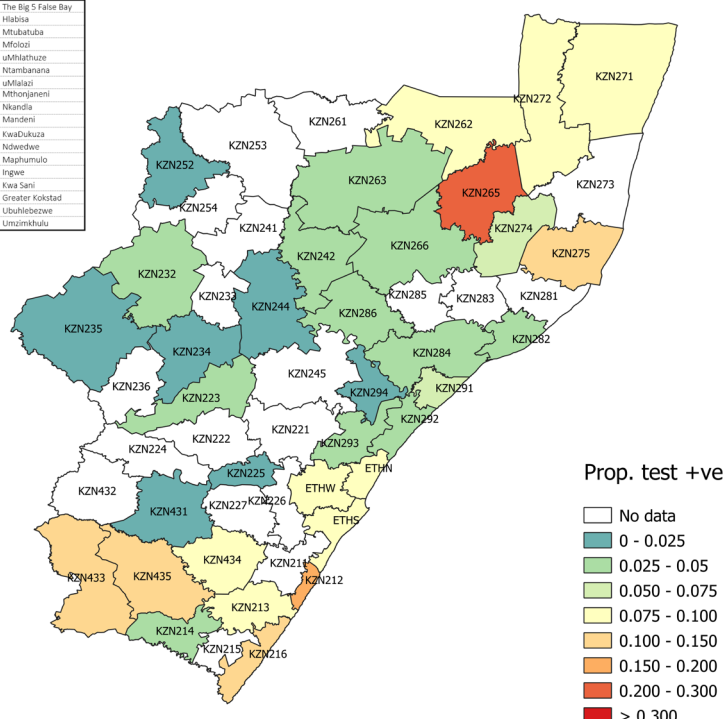 The Big 5 False Bay
Hlabisa
Mtubatuba
Mfolozi
uMhlathuze
Ntambanana
uMlalazi
Mthonjaneni
Nkandla
Mandeni
KwaDukuza
Ndwedwe
Maphumulo
Ingwe
Kwa Sani
Greater Kokstad
Ubuhlebezwe
Umzimkhulu
KZN271
KZN272
KZN261
KZN262
KZN253
KZN252
KZN263
KZN273
KZN265
KZN254
KZN241
KZN274
KZN266
KZN275
KZN242
KZN232
KZN233
KZN285
KZN283
KZN281
KZN244
KZN286
KZN235
KZN282
KZN234
KZN284
KZN245
KZN236
KZN291
KZN294
KZN223
KZN292
KZN221
KZN222
KZN293
KZN224
ETHN
KZN225
ETHW
KZN432
KZN227
KZN226
KZN431
ETHS
KZN434
KZN211
KZN433
KZN435
KZN212
KZN213
KZN214
KZN215
KZN216
Prop. test +ve
No data
0 - 0.025
0.025 - 0.05
0.050 - 0.075
0.075 - 0.100
0.100 - 0.150
0.150 - 0.200
0.200 - 0.300
> 0.300